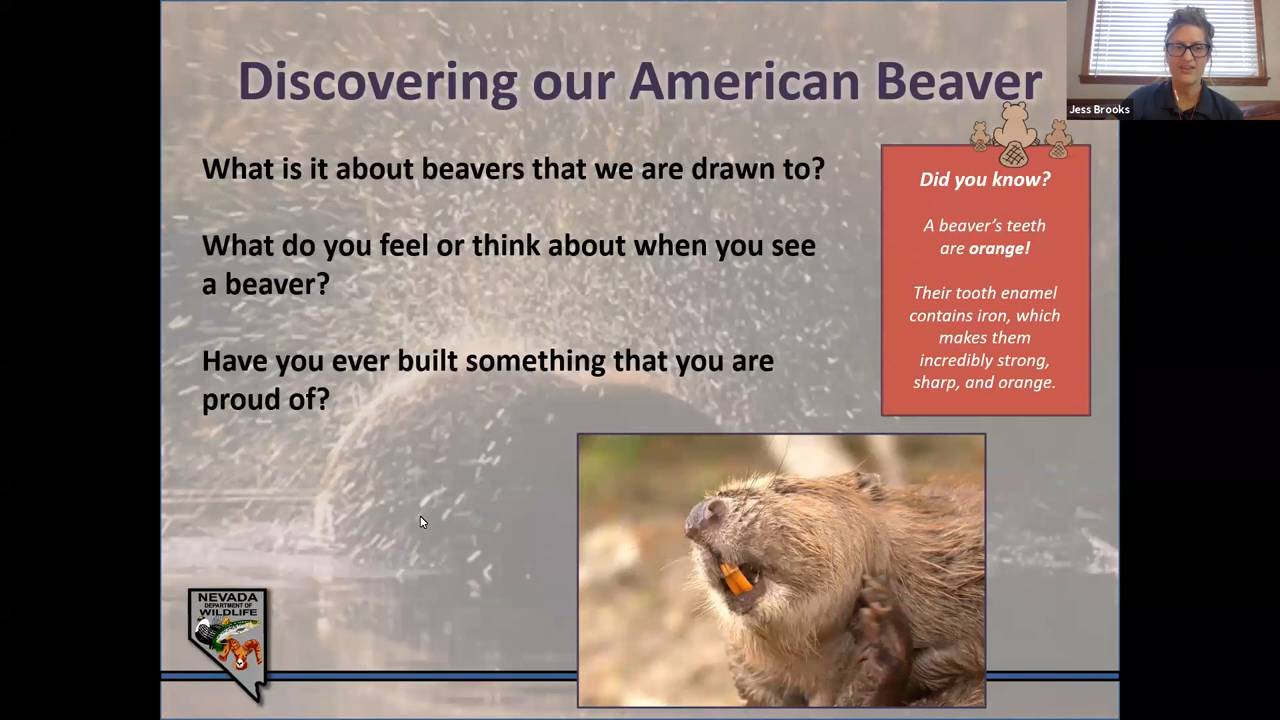 Discovering our American Beaver
Jess Brooks
What is it about beavers that we are drawn to?
What do you feel or think about when you see
a beaver?
Have you ever built something that you are
proud of?
Did you know?
A beaver's teeth
are orange!
Their tooth enamel
contains iron, which
makes them
incredibly strong,
sharp, and orange.
NEVADA
DEPARTMENT OF
WILDLIFE